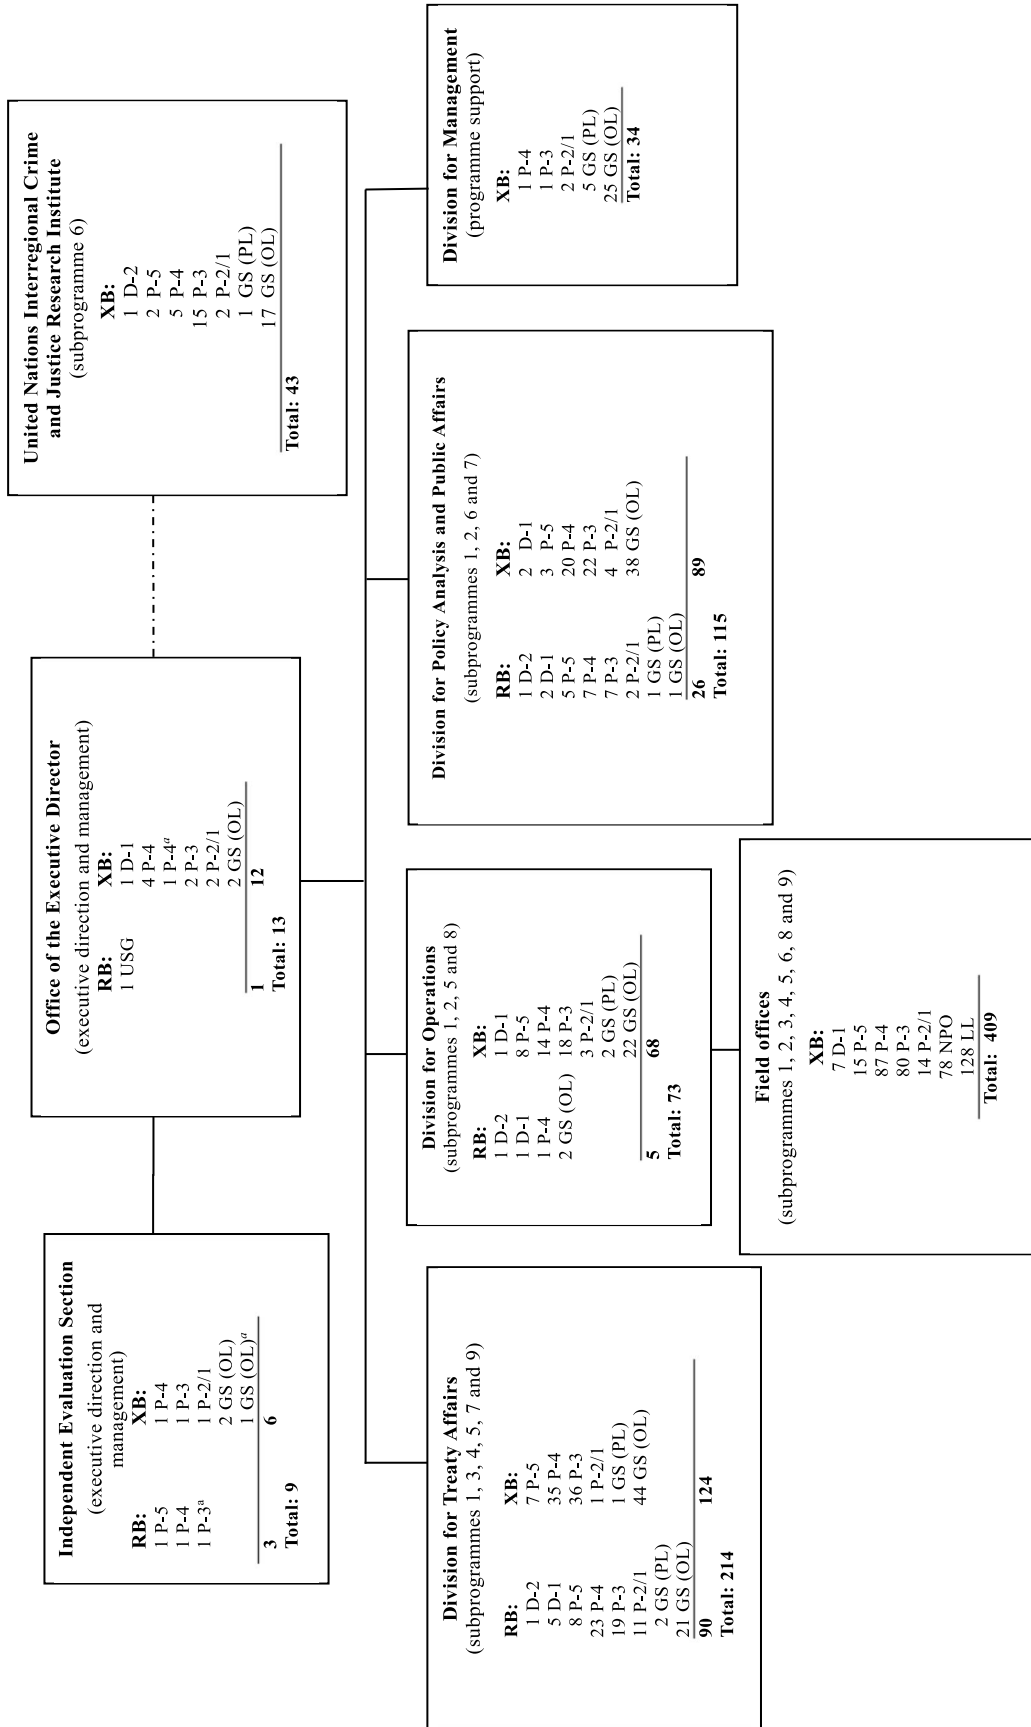 Independent Evaluation Section
(executive direction and
management)
RB:
1 P-5
1 P-4
1 P-3a
XB:
1 P-4
1 P-3
1 P-2/1
2 GS (OL)
1 GS (OL)a
3 6
Total: 9
Office of the Executive Director
(executive direction and management)
RB:
1 USG
XB:
1 D-1
4 P-4
1 P-4a
2 P-3
2 P-2/1
2 GS (OL)
1 12
Total: 13
United Nations Interregional Crime
and Justice Research Institute
(subprogramme 6)
XB:
1 D-2
2 P-5
5 P-4
15 P-3
2 P-2/1
1 GS (PL)
17 GS (OL)
Total: 43
Division for Treaty Affairs
(subprogrammes 1, 3, 4, 5, 7 and 9)
RB:
1 D-2
5 D-1
8 P-5
23 P-4
19 P-3
11 P-2/1
2 GS (PL)
21 GS (OL)
XB:
7 P-5
35 P-4
36 P-3
1 P-2/1
1 GS (PL)
44 GS (OL)
90 124
Total: 214
Division for Operations
(subprogrammes 1, 2, 5 and 8)
RB:
1 D-2
1 D-1
1 P-4
2 GS (OL)
XB:
1 D-1
8 P-5
14 P-4
18 P-3
3 P-2/1
2 GS (PL)
22 GS (OL)
5 68
Total: 73
Division for Policy Analysis and Public Affairs
(subprogrammes 1, 2, 6 and 7)
RB:
1 D-2
2 D-1
5 P-5
7 P-4
7 P-3
2 P-2/1
1 GS (PL)
1 GS (OL)
XB:
2 D-1
3 P-5
20 P-4
22 P-3
4 P-2/1
38 GS (OL)
26 89
Total: 115
Division for Management
(programme support)
XB:
1 P-4
1 P-3
2 P-2/1
5 GS (PL)
25 GS (OL)
Total: 34
Field offices
(subprogrammes 1, 2, 3, 4, 5, 6, 8 and 9)
XB:
7 D-1
15 P-5
87 P-4
80 P-3
14 P-2/1
78 NPO
128 LL
Total: 409